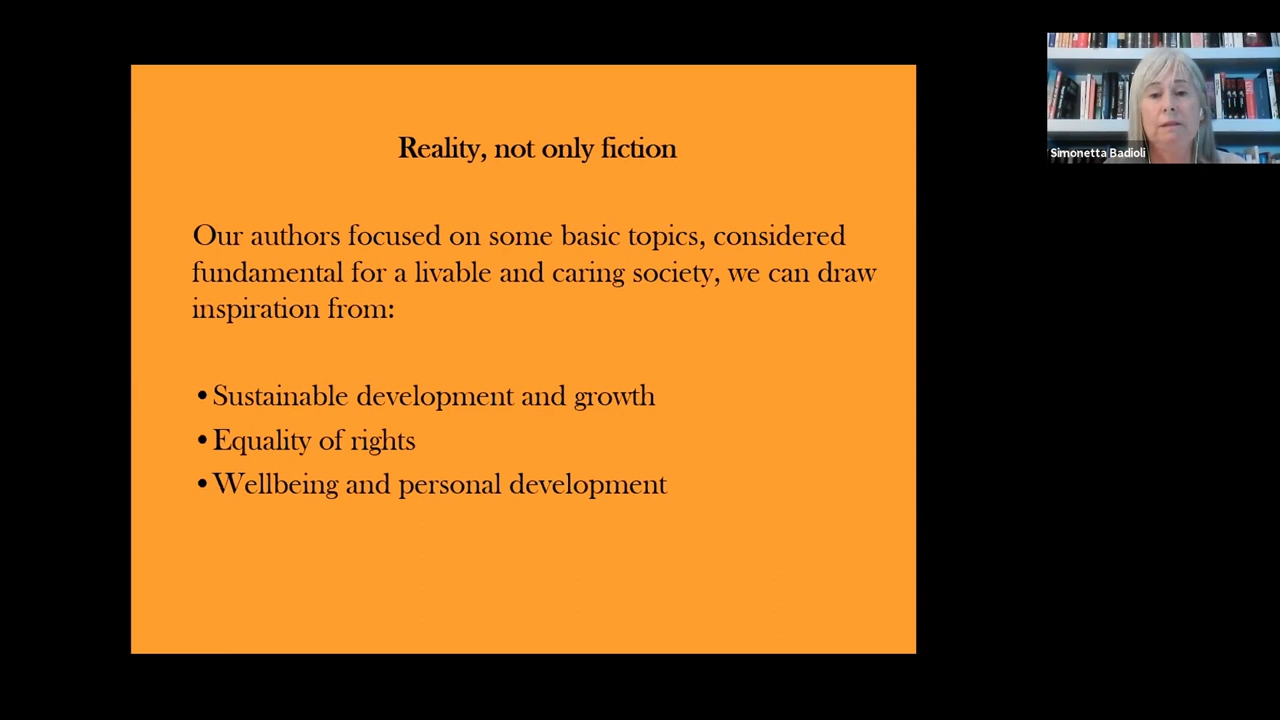 Reality, not only fiction
Our authors focused on some basic topics, considered
fundamental for a livable and caring society, we can draw
inspiration from:
• Sustainable development and growth
• Equality of rights
• Wellbeing and personal development
Simonetta Badioli